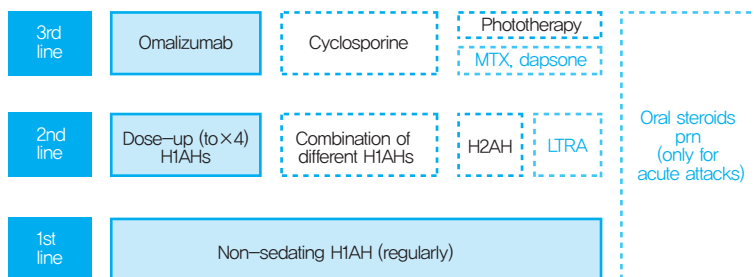 3rd
line
Omalizumab
Cyclosporine
Phototherapy
MTX, dapsone
2nd
line
Dose-up (to×4)
H1AHs
Combination of
different H1AHs
H2AH
LTRA
Oral steroids
prn
(only for
acute attacks)
1st
line
Non-sedating H1AH (regularly)